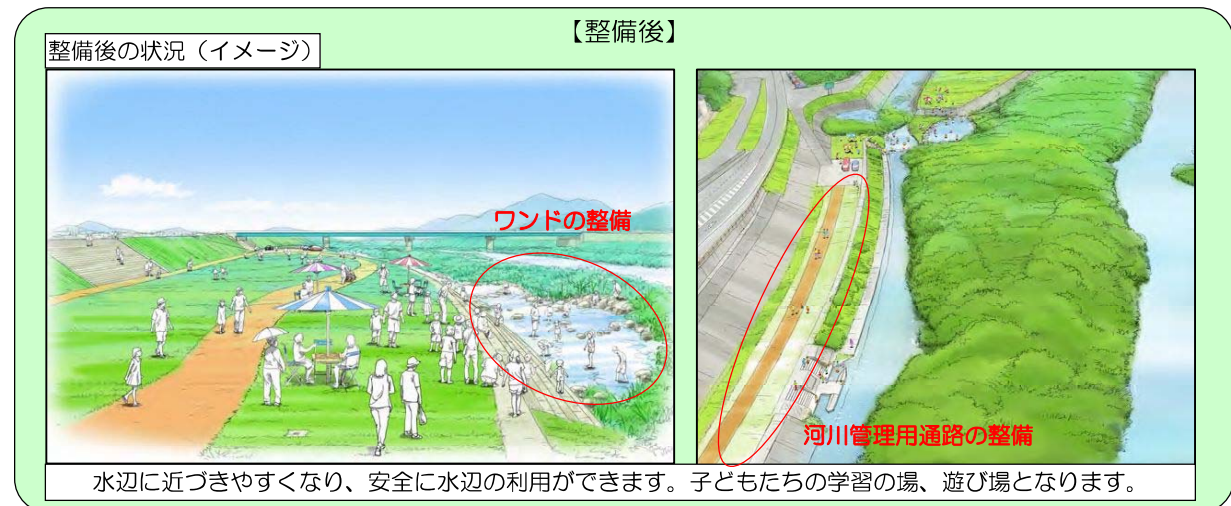 【整備後】
整備後の状況（イメージ）
ワンドの整備
河川管理用通路の整備
水辺に近づきやすくなり、安全に水辺の利用ができます。子どもたちの学習の場、遊び場となります。